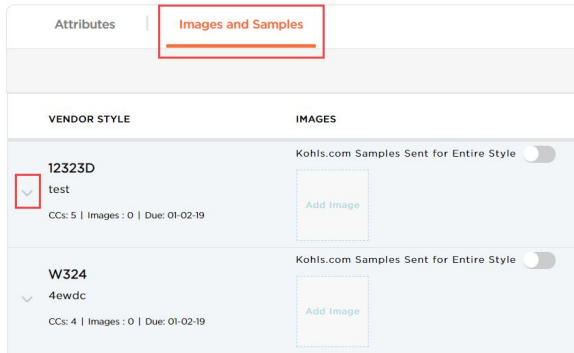 Attributes
Images and Samples
VENDOR STYLE
IMAGES
Kohls.com Samples Sent for Entire Style
12323D
test
CCs: 5 | Images : 0 | Due: 01-02-19
Add Image
Kohls.com Samples Sent for Entire Style
W324
4ewdc
CCs: 4 | Images : 0 | Due: 01-02-19
Add Image